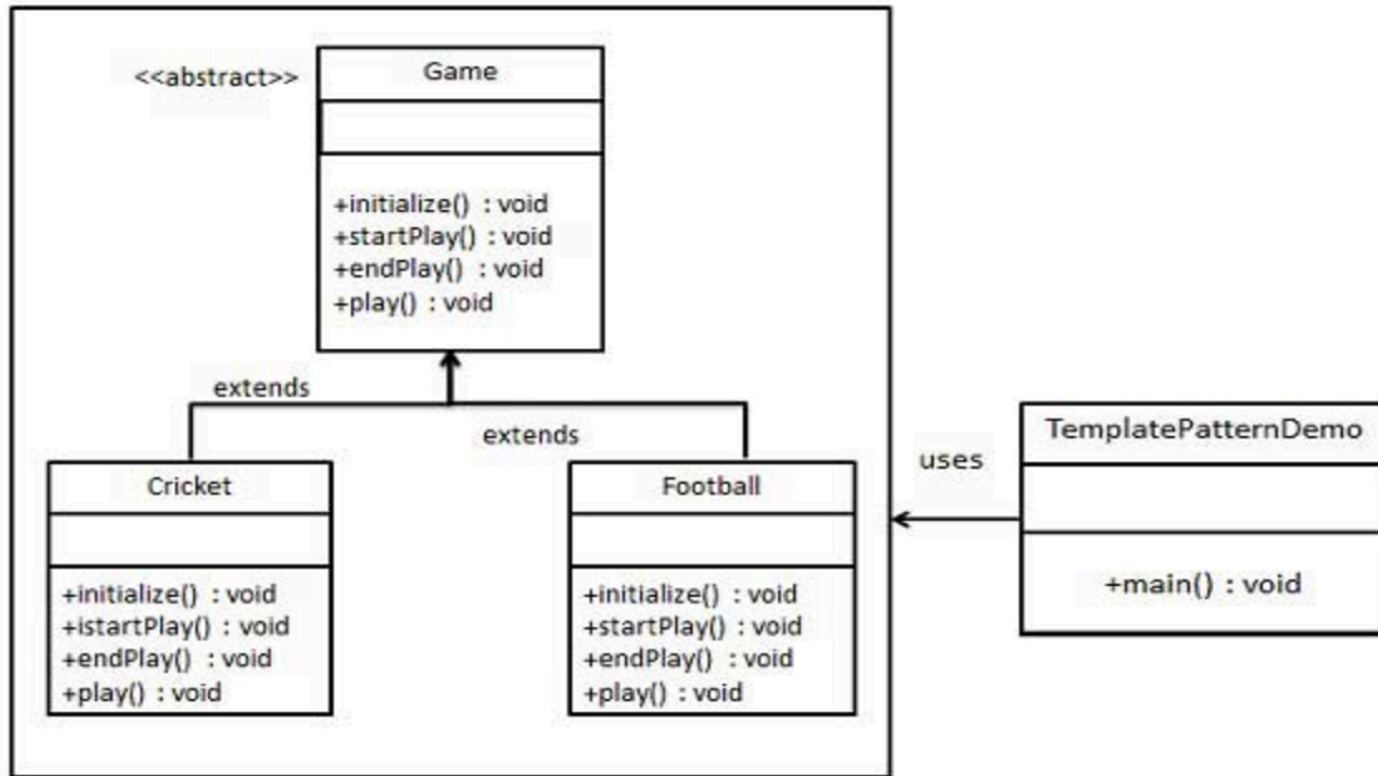 <<abstract>>
Game
+initialize() : void
+startPlay() : void
+endPlay() : void
+play() : void
extends
extends
Cricket
+initialize() : void
+istartPlay() : void
+endPlay() : void
+play() : void
Football
+initialize() : void
+startPlay() : void
+endPlay() : void
+play() : void
uses
TemplatePatternDemo
+main() : void